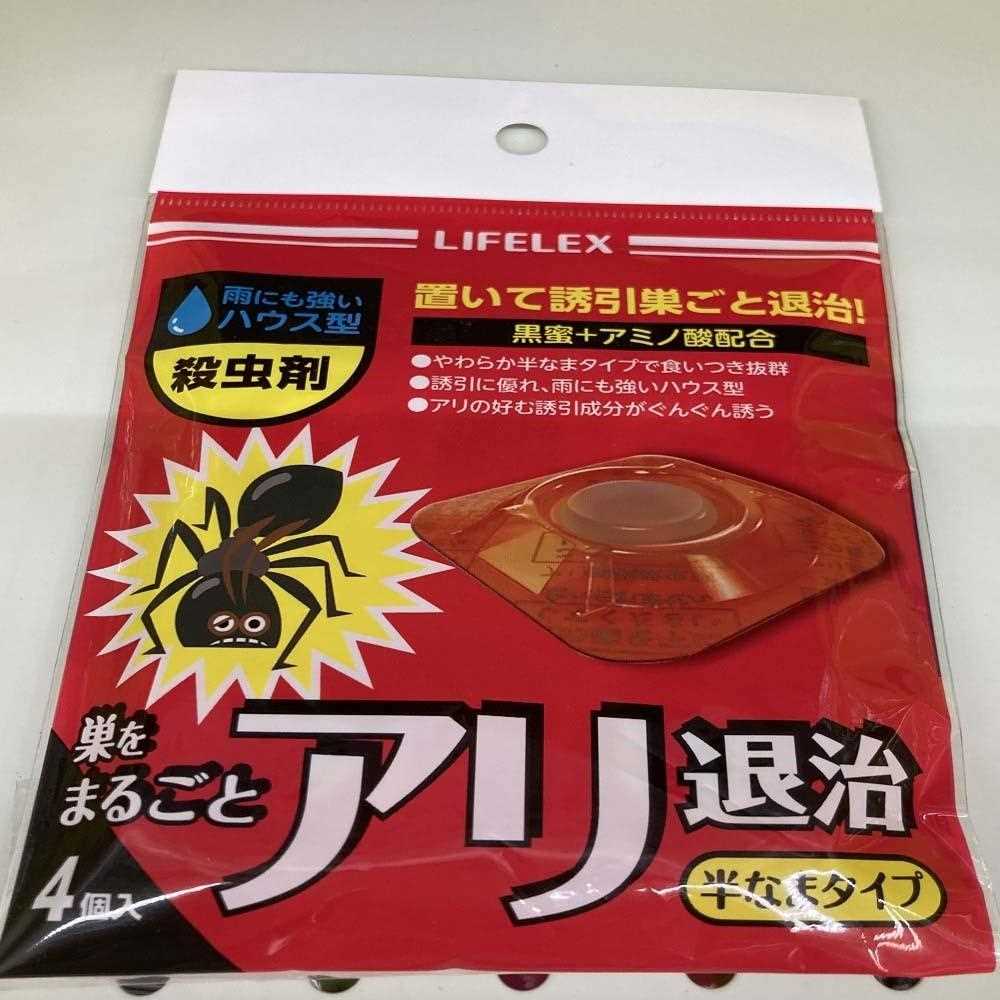 LIFELEX
雨にも強い
ハウス型
殺虫剤
置いて誘引巣ごと退治!
黒蜜+アミノ酸配合
●やわらか半なまタイプで食いつき抜群
●誘引に優れ、雨にも強いハウス型
●アリの好む誘引成分がぐんぐん誘う
巣を
まるごと
アリ退治
4個入
半なまタイプ